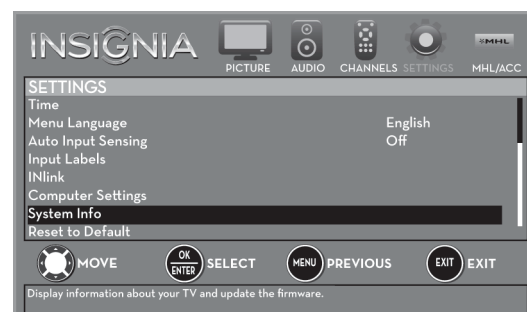 INSIGNIA
PICTURE AUDIO CHANNELS SETTINGS MHL/ACC
MHL
SETTINGS
Time
Menu Language English
Auto Input Sensing Off
Input Labels
INlink
Computer Settings
System Info
Reset to Default
MOVE OK ENTER SELECT MENU PREVIOUS EXIT EXIT
Display information about your TV and update the firmware.